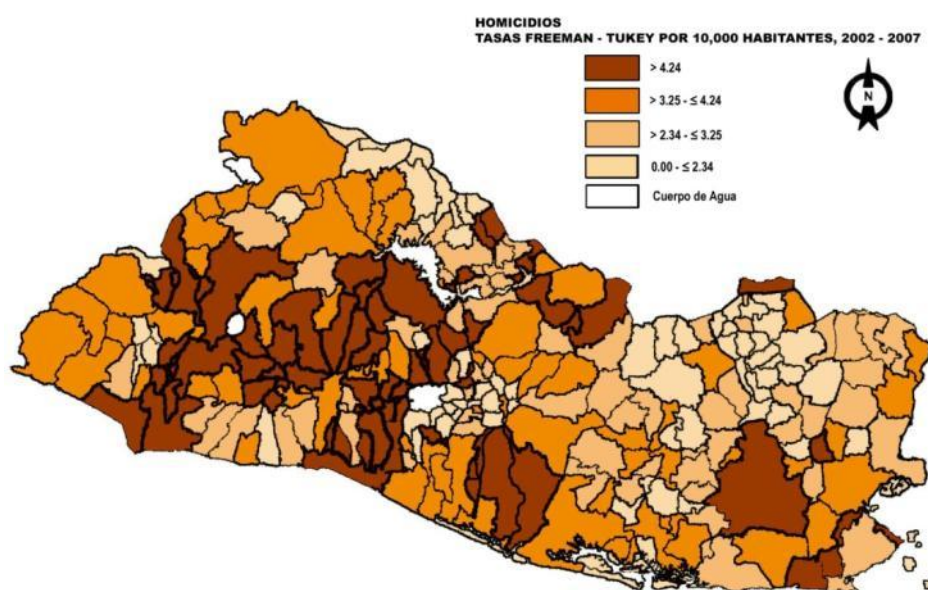 HOMICIDIOS
TASAS FREEMAN - TUKEY POR 10,000 HABITANTES, 2002 - 2007
> 4.24
> 3.25 - ≤ 4.24
> 2.34 - ≤ 3.25
0.00 - ≤ 2.34
Cuerpo de Agua
N